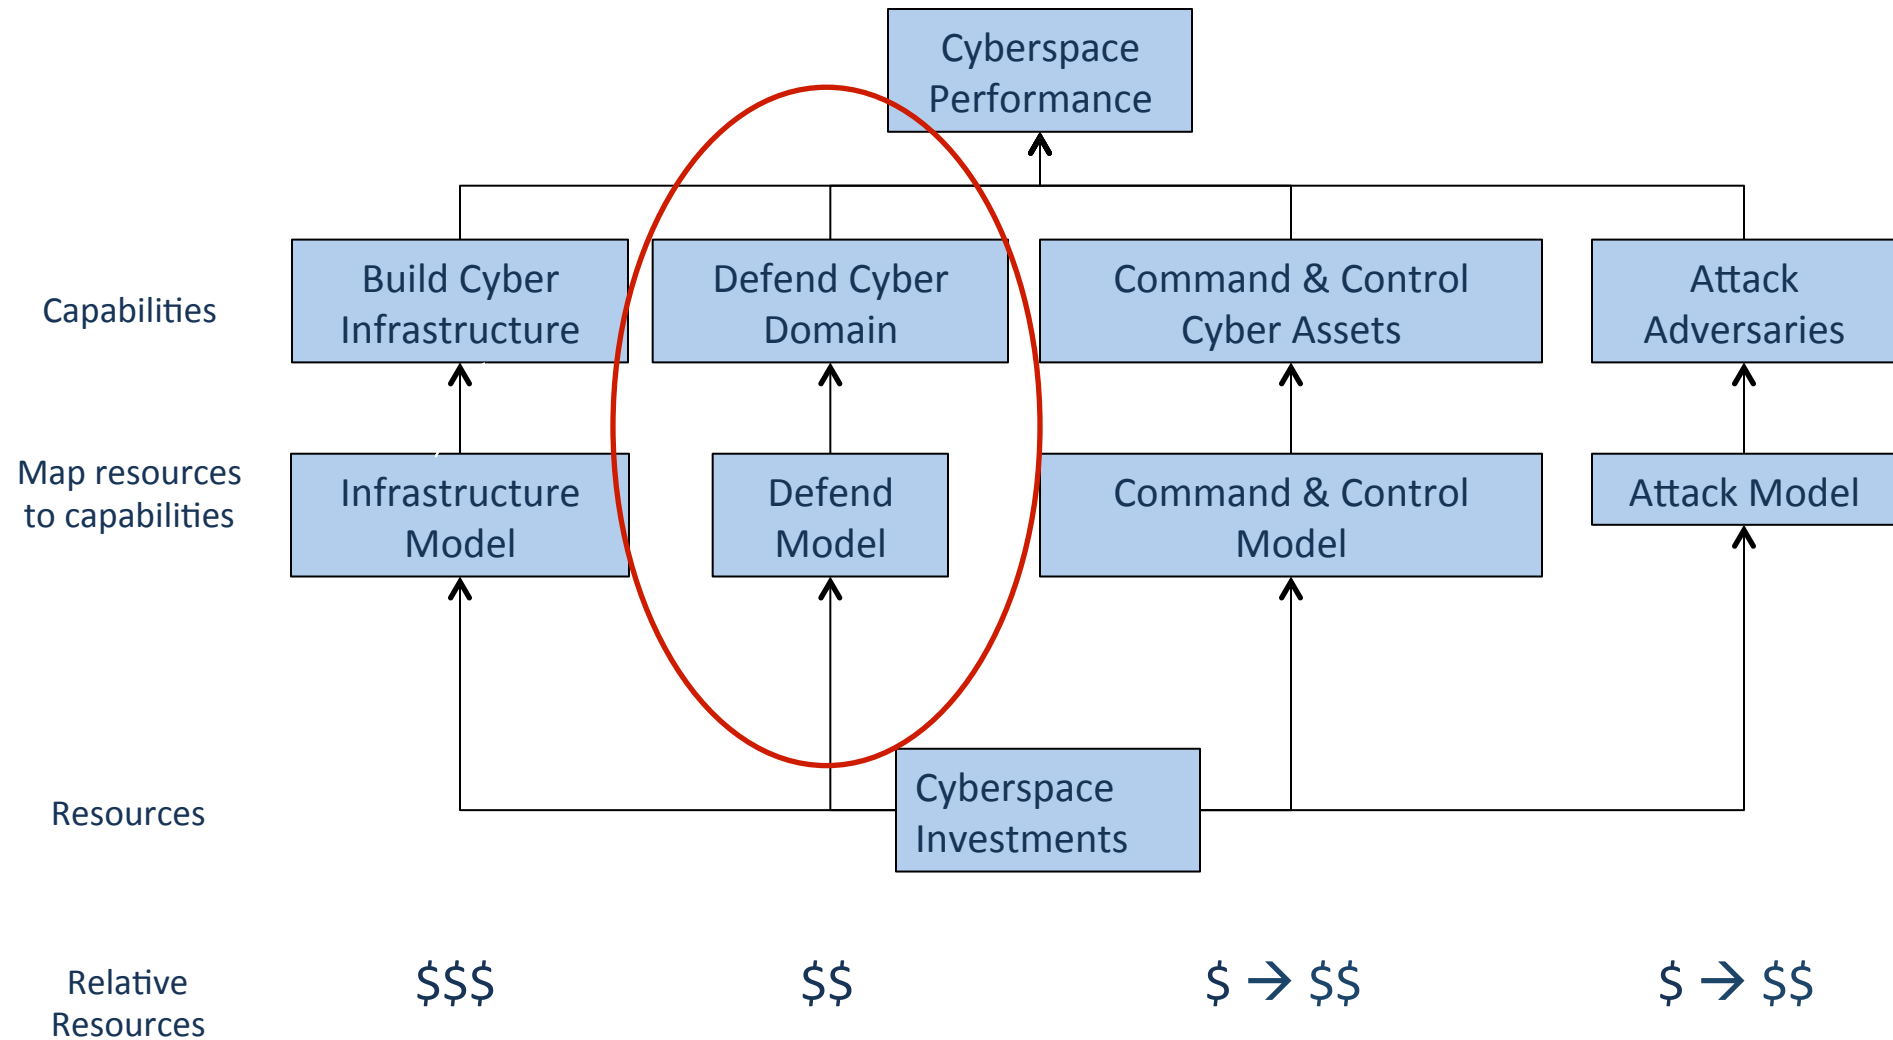 Cyberspace
Performance
Capabilities
Build Cyber
Infrastructure
Defend Cyber
Domain
Command & Control
Cyber Assets
Attack
Adversaries
Map resources
to capabilities
Infrastructure
Model
Defend
Model
Command & Control
Model
Attack Model
Resources
Cyberspace
Investments
Relative
Resources
$$$
$$
$ → $$
$ → $$